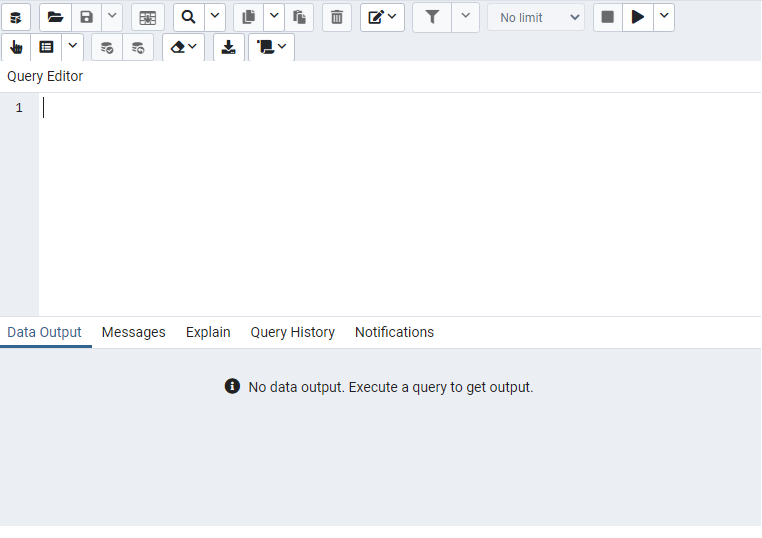 No limit
Query Editor
1
Data Output Messages Explain Query History Notifications
No data output. Execute a query to get output.